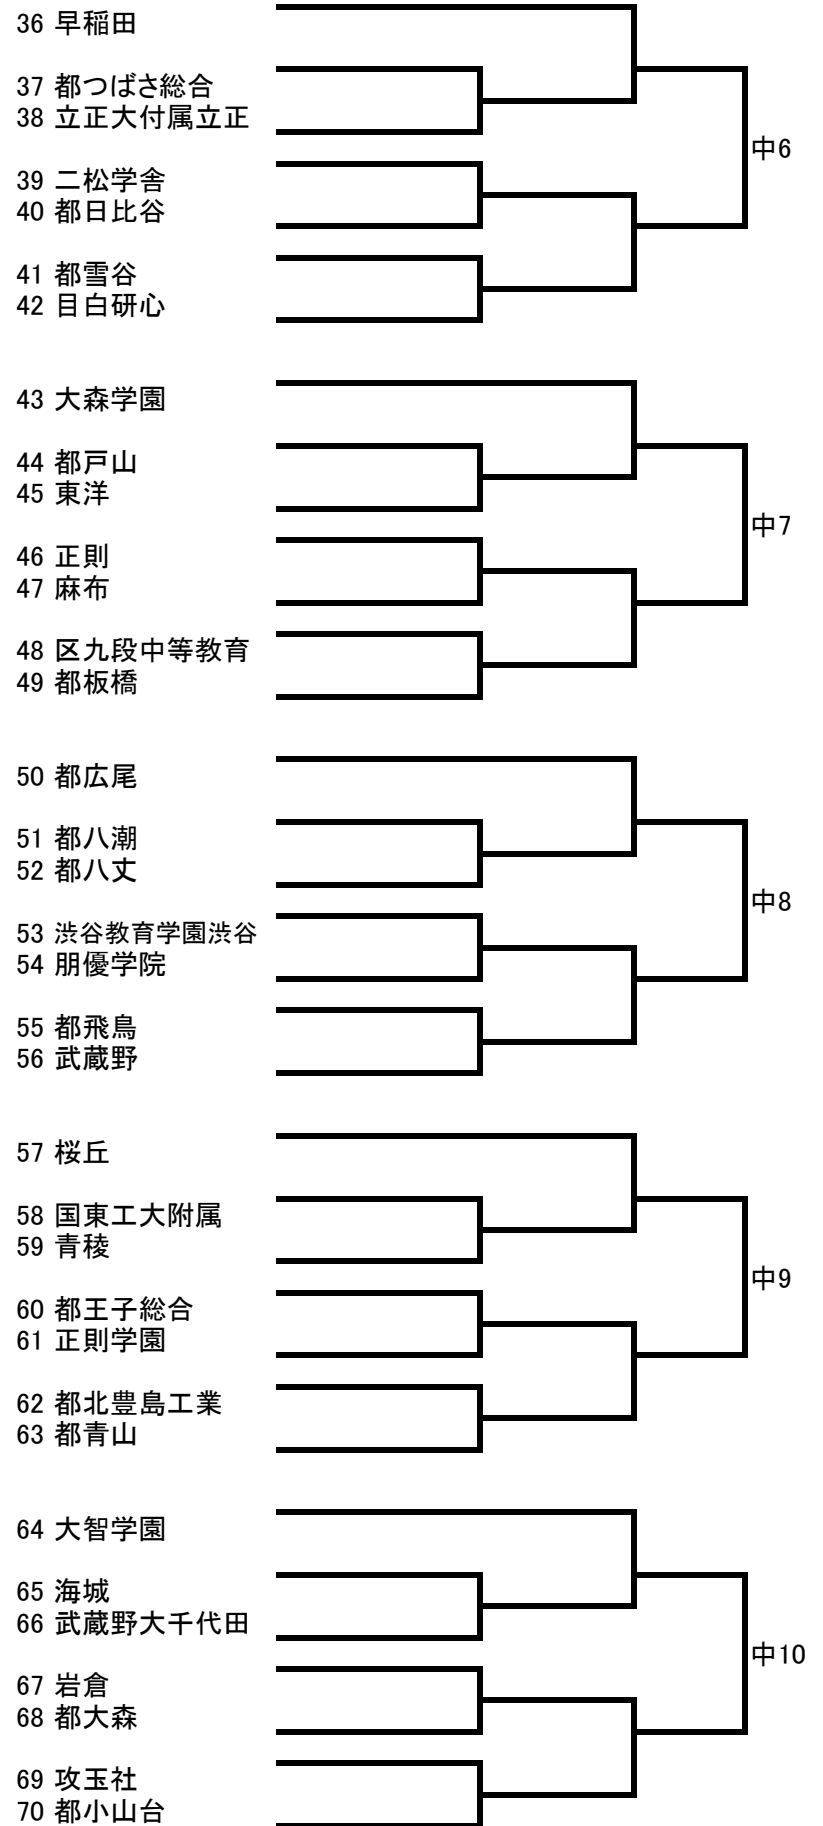 36 早稲田
37 都つばさ総合
38 立正大付属立正
中6
39 二松学舎
40 都日比谷
41 都雪谷
42 目白研心
43 大森学園
44 都戸山
45 東洋
中7
46 正則
47 麻布
48 区九段中等教育
49 都板橋
50 都広尾
51 都八潮
52 都八丈
中8
53 渋谷教育学園渋谷
54 朋優学院
55 都飛鳥
56 武蔵野
57 桜丘
58 国東工大附属
59 青稜
中9
60 都王子総合
61 正則学園
62 都北豊島工業
63 都青山
64 大智学園
65 海城
66 武蔵野大千代田
中10
67 岩倉
68 都大森
69 攻玉社
70 都小山台